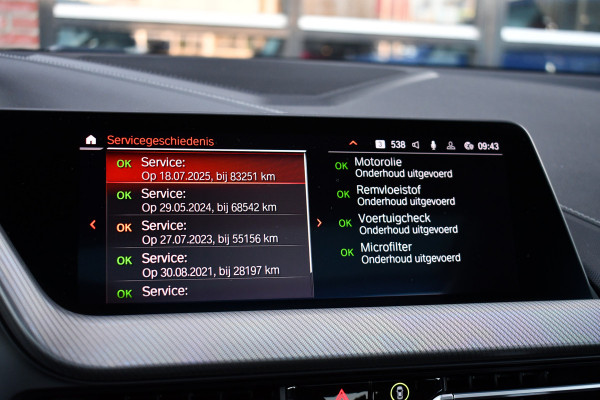 Servicegeschiedenis
3 538 09:43
OK Service:
Op 18.07.2025, bij 83251 km
OK Service:
Op 29.05.2024, bij 68542 km
OK Service:
Op 27.07.2023, bij 55156 km
OK Service:
Op 30.08.2021, bij 28197 km
OK Service:
OK Motorolie
Onderhoud uitgevoerd
OK Remvloeistof
Onderhoud uitgevoerd
OK Voertuigcheck
Onderhoud uitgevoerd
OK Microfilter
Onderhoud uitgevoerd